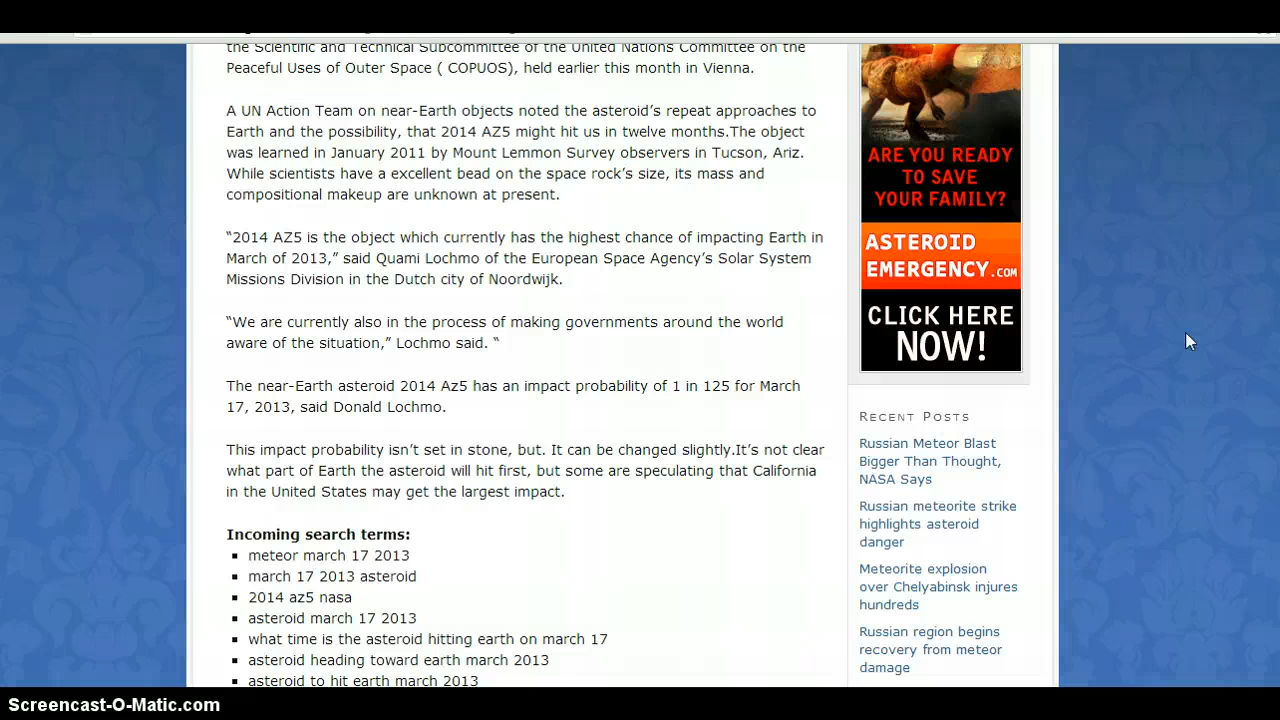 the Scientific and Technical Subcommittee of the United Nations Committee on the
Peaceful Uses of Outer Space ( COPUOS), held earlier this month in Vienna.
A UN Action Team on near-Earth objects noted the asteroid’s repeat approaches to
Earth and the possibility, that 2014 AZ5 might hit us in twelve months.The object
was learned in January 2011 by Mount Lemmon Survey observers in Tucson, Ariz.
While scientists have a excellent bead on the space rock’s size, its mass and
compositional makeup are unknown at present.
“2014 AZ5 is the object which currently has the highest chance of impacting Earth in
March of 2013,” said Quami Lochmo of the European Space Agency’s Solar System
Missions Division in the Dutch city of Noordwijk.
“We are currently also in the process of making governments around the world
aware of the situation,” Lochmo said. “
The near-Earth asteroid 2014 Az5 has an impact probability of 1 in 125 for March
17, 2013, said Donald Lochmo.
This impact probability isn’t set in stone, but. It can be changed slightly.It’s not clear
what part of Earth the asteroid will hit first, but some are speculating that California
in the United States may get the largest impact.
Incoming search terms:
meteor march 17 2013
march 17 2013 asteroid
2014 az5 nasa
asteroid march 17 2013
what time is the asteroid hitting earth on march 17
asteroid heading toward earth march 2013
asteroid to hit earth march 2013
ARE YOU READY
TO SAVE
YOUR FAMILY?
ASTEROID
EMERGENCY.COM
CLICK HERE
NOW!
RECENT POSTS
Russian Meteor Blast
Bigger Than Thought,
NASA Says
Russian meteorite strike
highlights asteroid
danger
Meteorite explosion
over Chelyabinsk injures
hundreds
Russian region begins
recovery from meteor
damage
Screencast-O-Matic.com